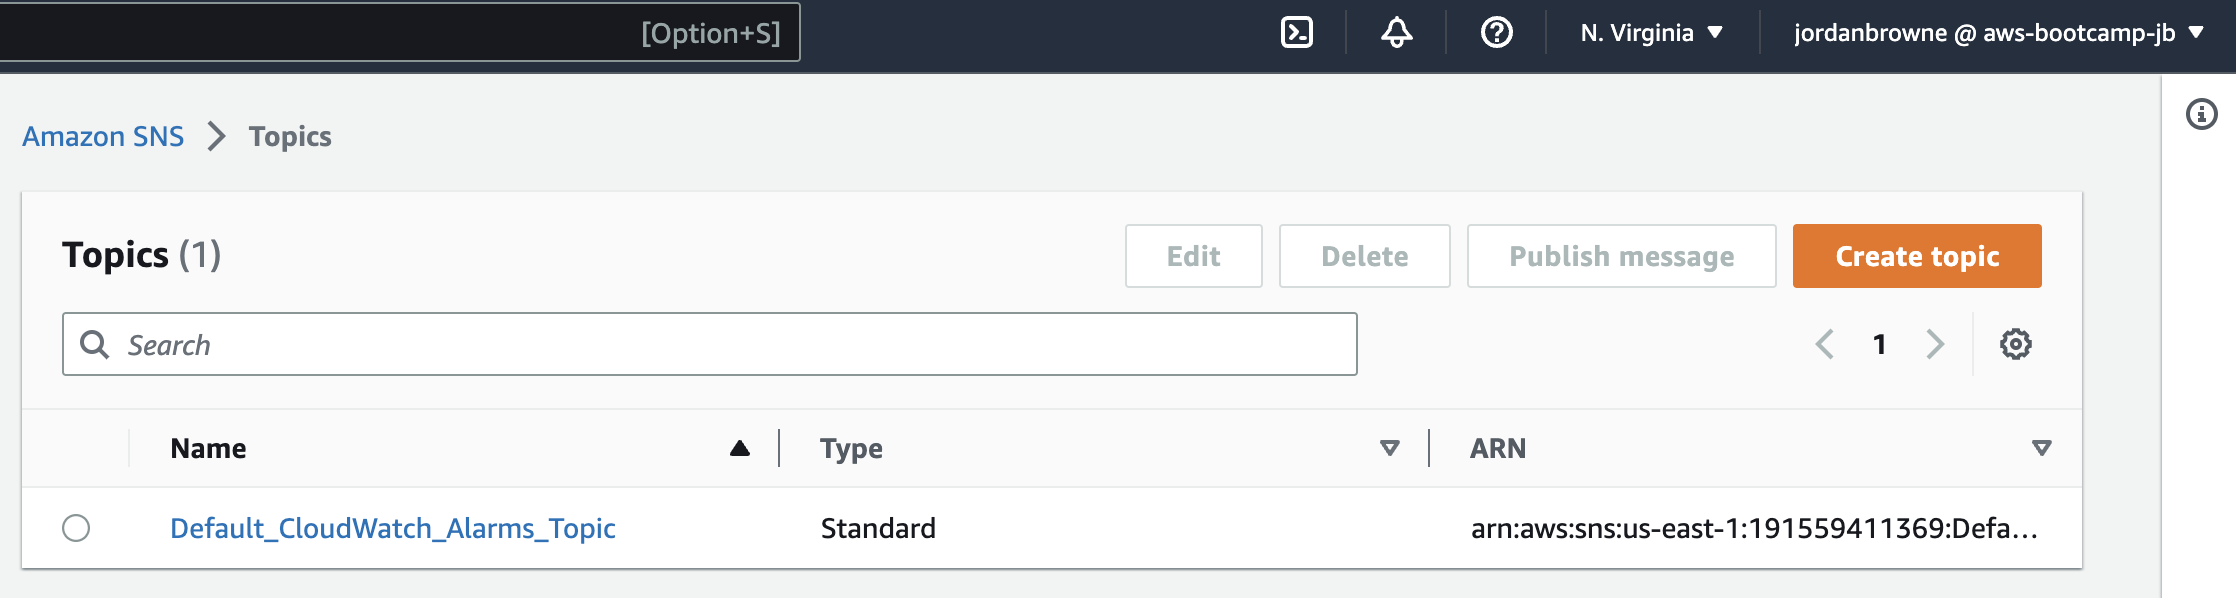 [Option+S]
N. Virginia
jordanbrowne @ aws-bootcamp-jb
Amazon SNS
Topics
Topics (1)
Edit
Delete
Publish message
Create topic
Search
1
Name
Type
ARN
Default_CloudWatch_Alarms_Topic
Standard
arn:aws:sns:us-east-1:191559411369:Defa...